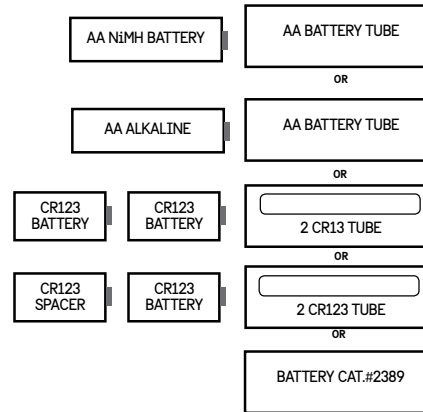 AA NiMH BATTERY
AA BATTERY TUBE
OR
AA ALKALINE
AA BATTERY TUBE
OR
CR123
BATTERY
CR123
BATTERY
2 CR13 TUBE
OR
CR123
SPACER
CR123
BATTERY
2 CR123 TUBE
OR
BATTERY CAT.#2389